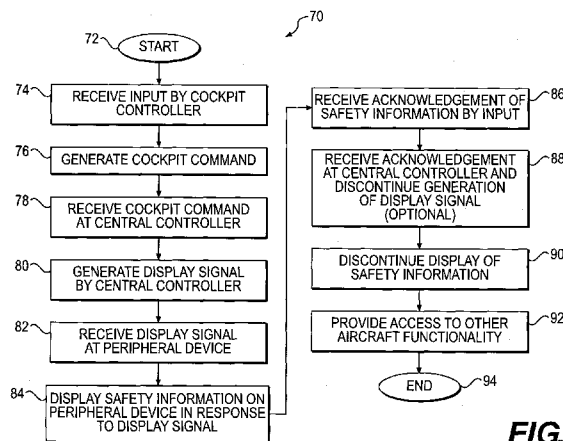 70
72
START
74
RECEIVE INPUT BY COCKPIT
CONTROLLER
76
GENERATE COCKPIT COMMAND
78
RECEIVE COCKPIT COMMAND
AT CENTRAL CONTROLLER
80
GENERATE DISPLAY SIGNAL
BY CENTRAL CONTROLLER
82
RECEIVE DISPLAY SIGNAL
AT PERIPHERAL DEVICE
84
DISPLAY SAFETY INFORMATION ON
PERIPHERAL DEVICE IN RESPONSE
TO DISPLAY SIGNAL
86
RECEIVE ACKNOWLEDGEMENT OF
SAFETY INFORMATION BY INPUT
88
RECEIVE ACKNOWLEDGEMENT
AT CENTRAL CONTROLLER AND
DISCONTINUE GENERATION
OF DISPLAY SIGNAL
(OPTIONAL)
90
DISCONTINUE DISPLAY OF
SAFETY INFORMATION
92
PROVIDE ACCESS TO OTHER
AIRCRAFT FUNCTIONALITY
END
94
FIG.